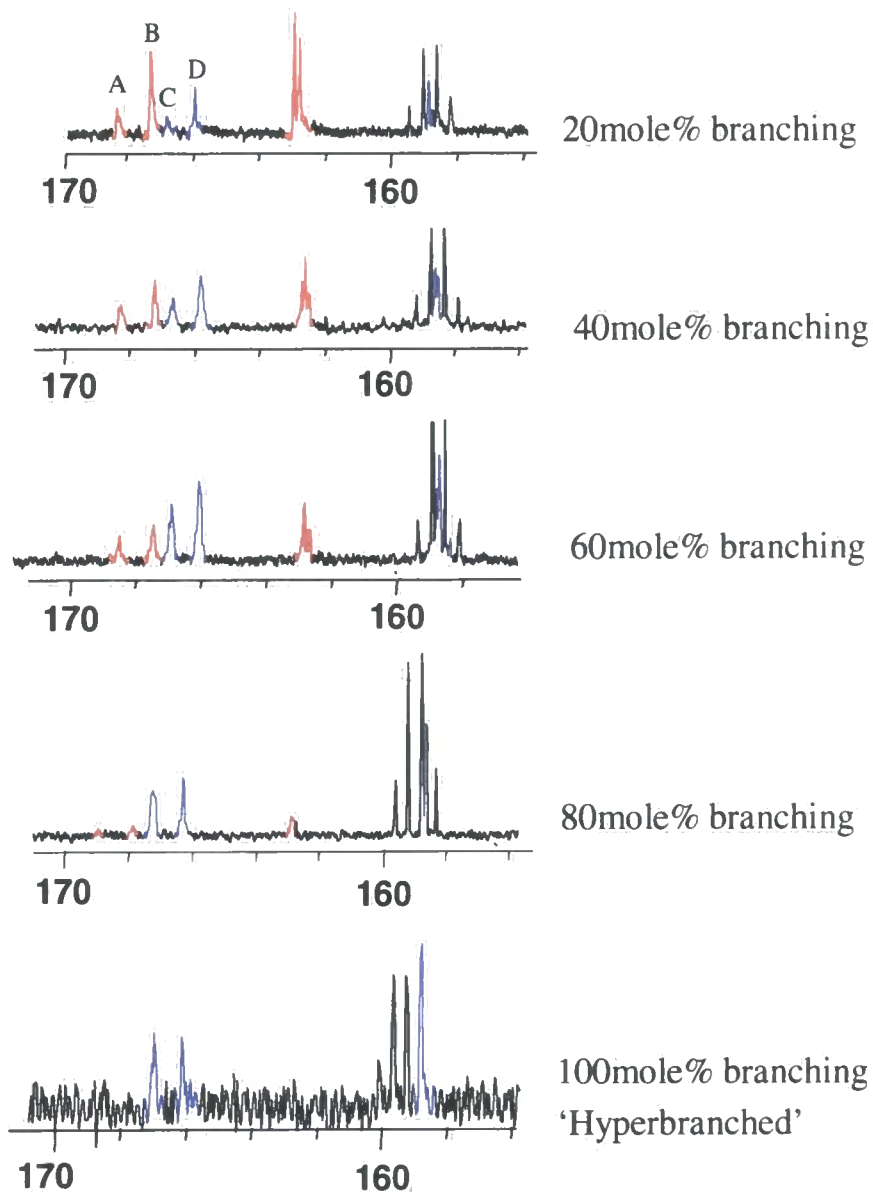 A
B
C
D
20mole% branching
170
160
40mole% branching
170
160
60mole% branching
170
160
80mole% branching
170
160
100mole% branching
'Hyperbranched'
170
160